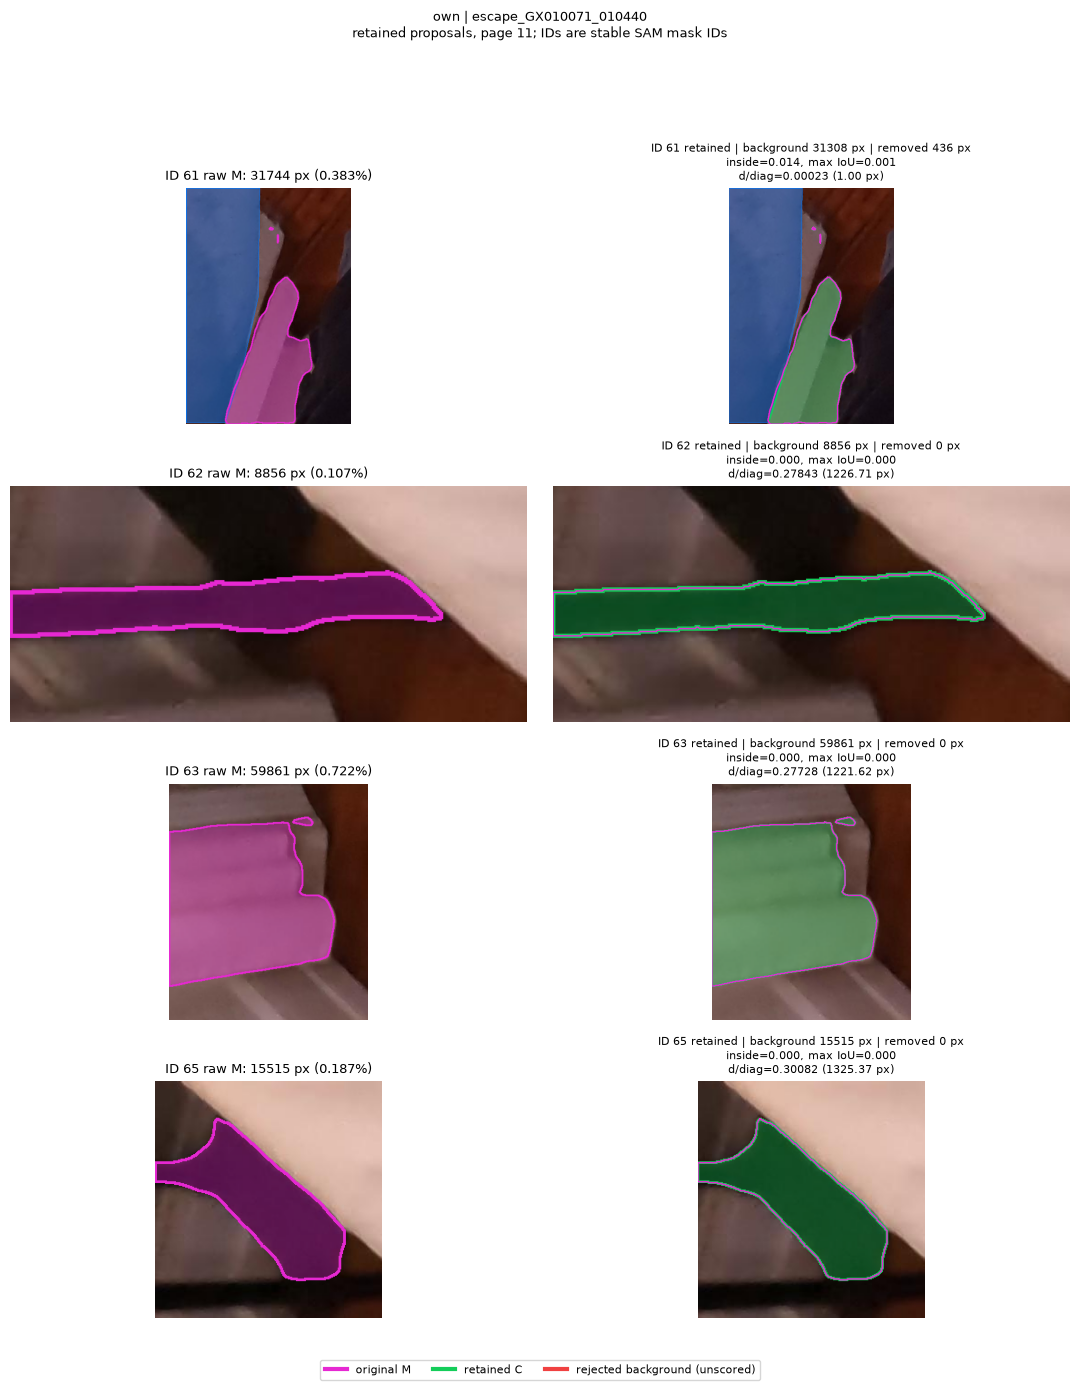 own | escape_GX010071_010440
retained proposals, page 11; IDs are stable SAM mask IDs
ID 61 raw M: 31744 px (0.383%)
ID 61 retained | background 31308 px | removed 436 px
inside=0.014, max IoU=0.001
d/diag=0.00023 (1.00 px)
ID 62 raw M: 8856 px (0.107%)
ID 62 retained | background 8856 px | removed 0 px
inside=0.000, max IoU=0.000
d/diag=0.27843 (1226.71 px)
ID 63 raw M: 59861 px (0.722%)
ID 63 retained | background 59861 px | removed 0 px
inside=0.000, max IoU=0.000
d/diag=0.27728 (1221.62 px)
ID 65 raw M: 15515 px (0.187%)
ID 65 retained | background 15515 px | removed 0 px
inside=0.000, max IoU=0.000
d/diag=0.30082 (1325.37 px)
original M
retained C
rejected background (unscored)